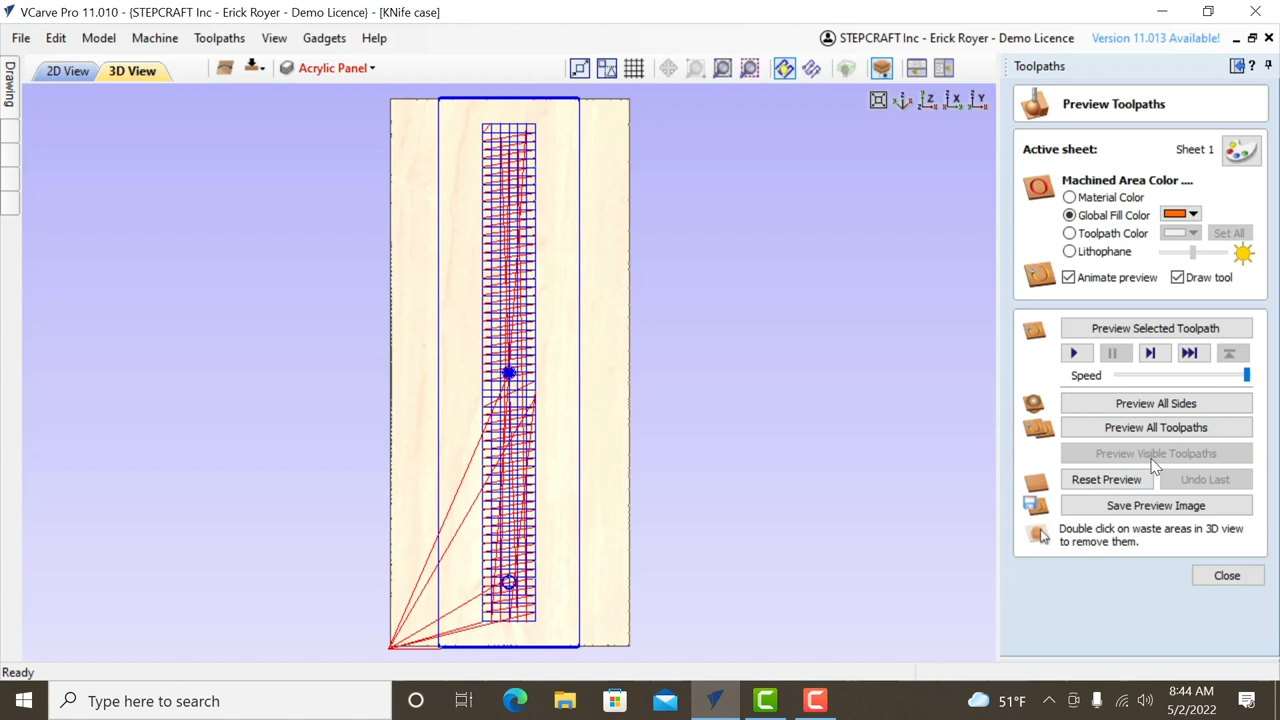 VCarve Pro 11.010 - {STEPCRAFT Inc - Erick Royer - Demo Licence} - [KNife case]
File Edit Model Machine Toolpaths View Gadgets Help
STEPCRAFT Inc - Erick Royer - Demo Licence Version 11.013 Available!
Drawing
2D View 3D View
Acrylic Panel
Z X Y
Toolpaths
Preview Toolpaths
Active sheet: Sheet 1
Machined Area Color ....
Material Color
Global Fill Color
Toolpath Color Set All
Lithophane
Animate preview Draw tool
Preview Selected Toolpath
Speed
Preview All Sides
Preview All Toolpaths
Preview Visible Toolpaths
Reset Preview Undo Last
Save Preview Image
Double click on waste areas in 3D view
to remove them.
Close
Ready
Type here to search
51°F
8:44 AM
5/2/2022